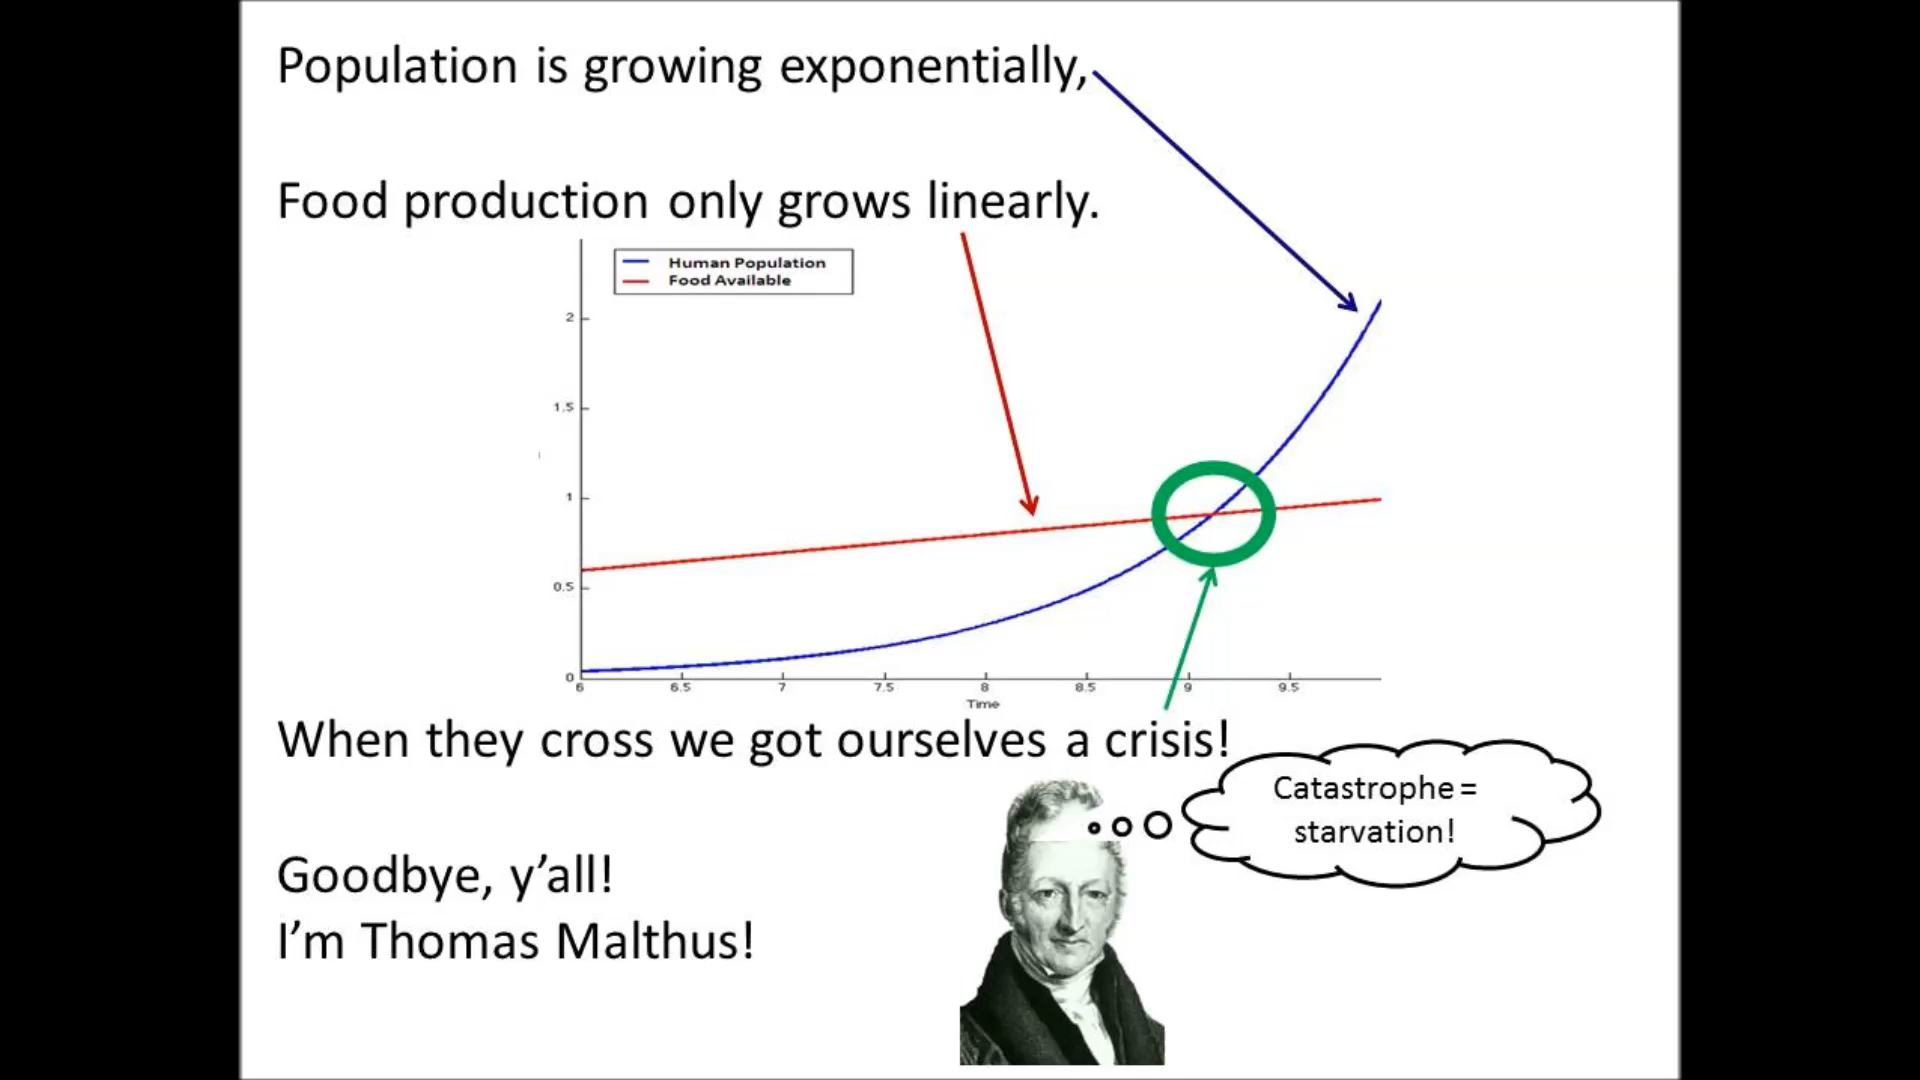 Population is growing exponentially,
Food production only grows linearly.
Human Population
Food Available
2
1.5
1
0.5
0
6 6.5 7 7.5 8 8.5 9 9.5
Time
When they cross we got ourselves a crisis!
Catastrophe =
starvation!
Goodbye, y’all!
I’m Thomas Malthus!